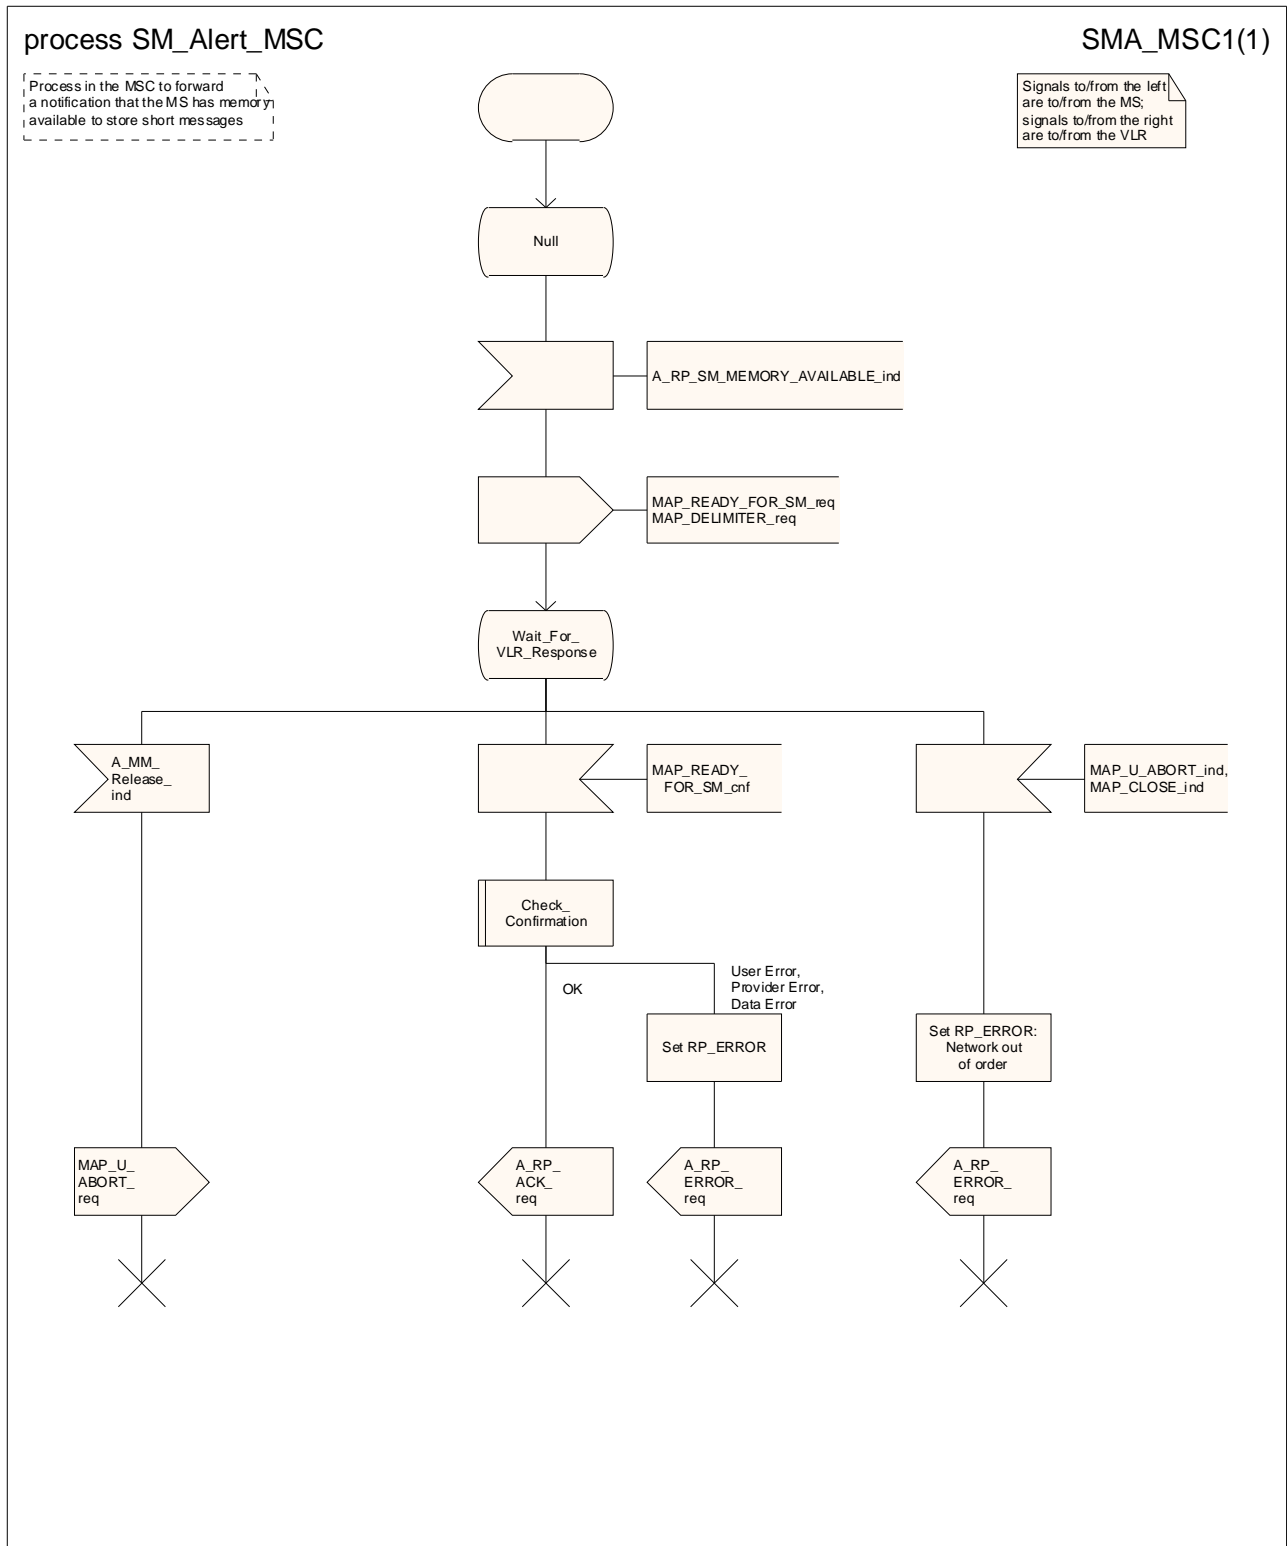 process SM_Alert_MSC
SMA_MSC1(1)
Process in the MSC to forward
a notification that the MS has memory
available to store short messages
Signals to/from the left
are to/from the MS;
signals to/from the right
are to/from the VLR
Null
A_RP_SM_MEMORY_AVAILABLE_ind
MAP_READY_FOR_SM_req
MAP_DELIMITER_req
Wait_For_
VLR_Response
A_MM_
Release_
ind
MAP_READY_
FOR_SM_cnf
MAP_U_ABORT_ind,
MAP_CLOSE_ind
Check_
Confirmation
OK
User Error,
Provider Error,
Data Error
Set RP_ERROR
Set RP_ERROR:
Network out
of order
MAP_U_
ABORT_
req
A_RP_
ACK_
req
A_RP_
ERROR_
req
A_RP_
ERROR_
req